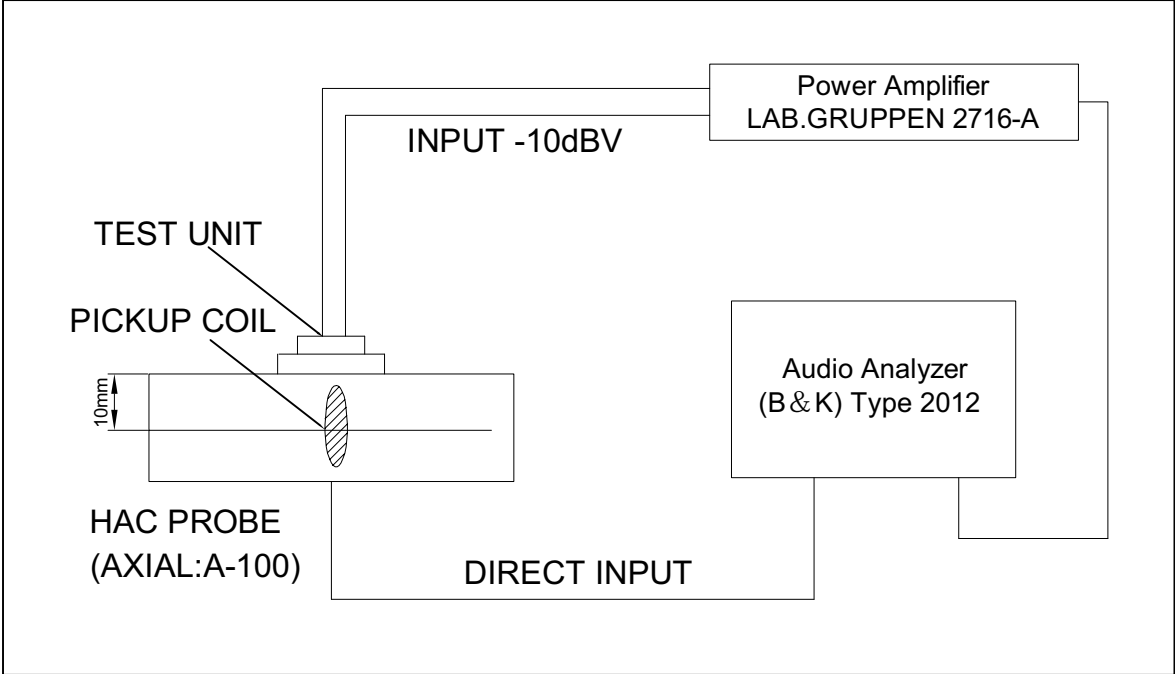 Power Amplifier
LAB.GRUPPEN 2716-A
INPUT -10dBV
TEST UNIT
PICKUP COIL
10mm
Audio Analyzer
(B&K) Type 2012
HAC PROBE
(AXIAL:A-100)
DIRECT INPUT